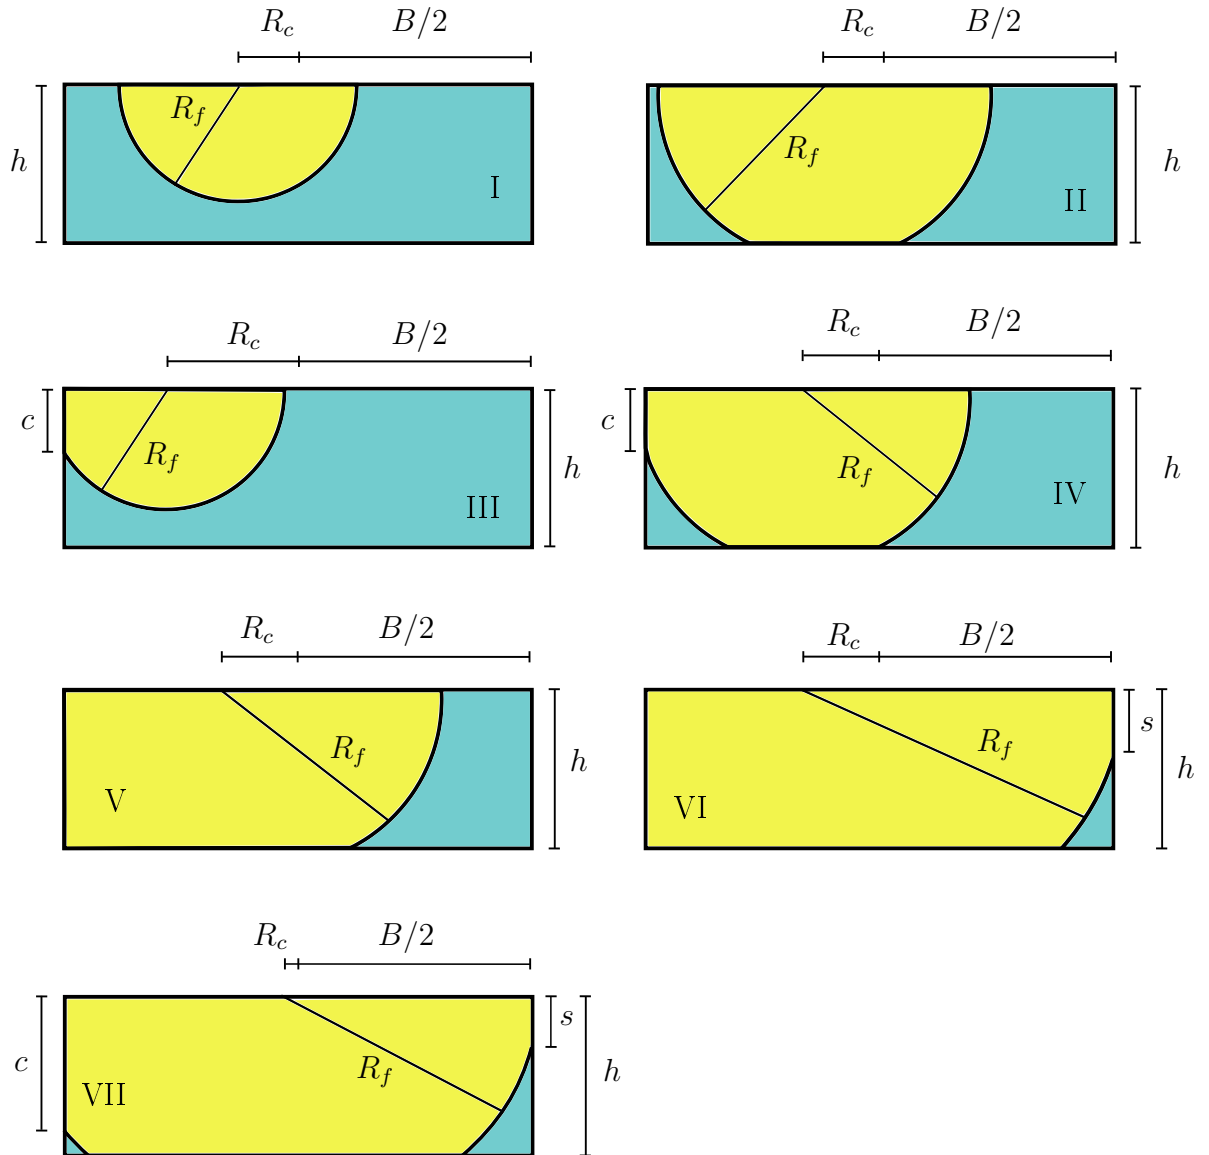 R_c B/2 R_c B/2
R_f R_f
h I II h
R_c B/2 R_c B/2
c R_f III h c R_f IV h
R_c B/2 R_c B/2
R_f V h R_f VI s h
R_c B/2
c R_f VII s h